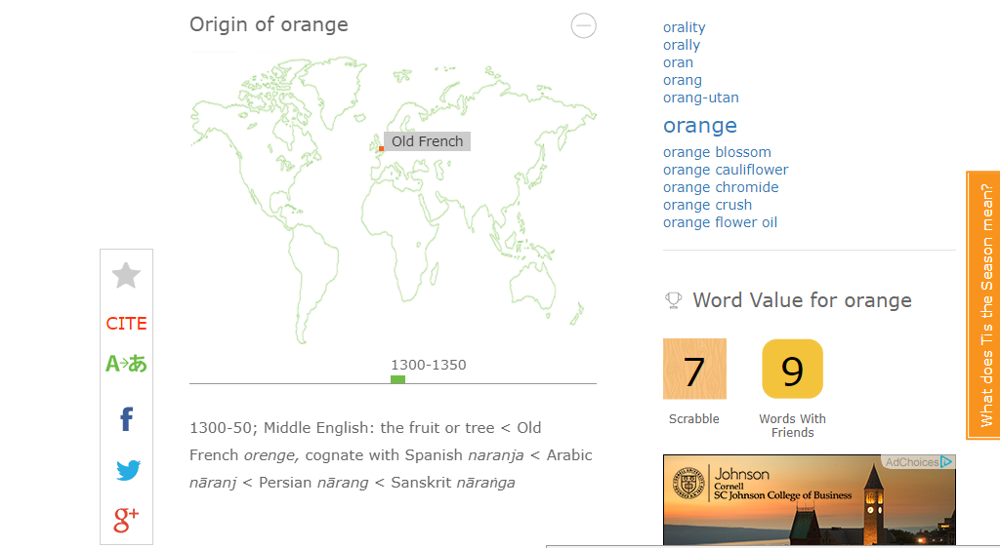 Origin of orange
Old French
1300-1350
1300-50; Middle English: the fruit or tree < Old
French orenge, cognate with Spanish naranja < Arabic
nāranj < Persian nārang < Sanskrit nāraṅga
CITE
A→あ
f
g+
orality
orally
oran
orang
orang-utan
orange
orange blossom
orange cauliflower
orange chromide
orange crush
orange flower oil
Word Value for orange
7
Scrabble
9
Words With
Friends
AdChoices
Johnson
Cornell
SC Johnson College of Business
What does Tis the Season mean?